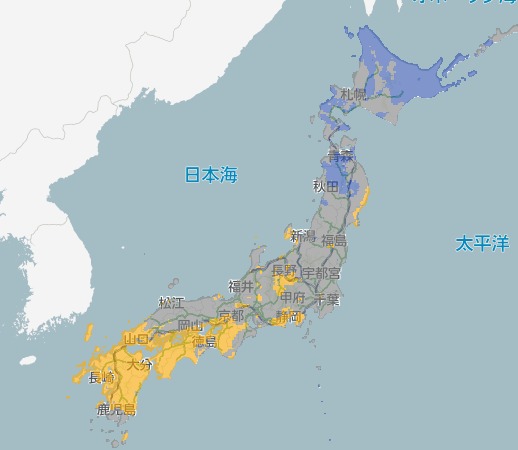 札幌
青森
日本海
秋田
太平洋
新潟
福島
長野
宇都宮
福井
甲府
千葉
松江
京都
静岡
岡山
山口
徳島
大分
長崎
鹿児島